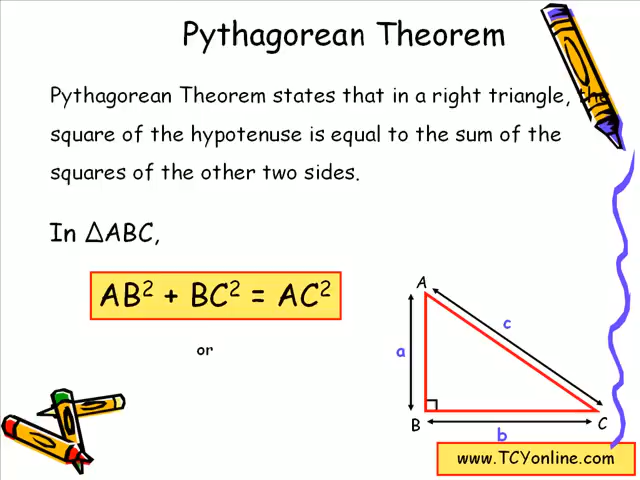 Pythagorean Theorem
Pythagorean Theorem states that in a right triangle, the
square of the hypotenuse is equal to the sum of the
squares of the other two sides.
In ΔABC,
AB² + BC² = AC²
or
A
c
a
B
b
C
www.TCYonline.com